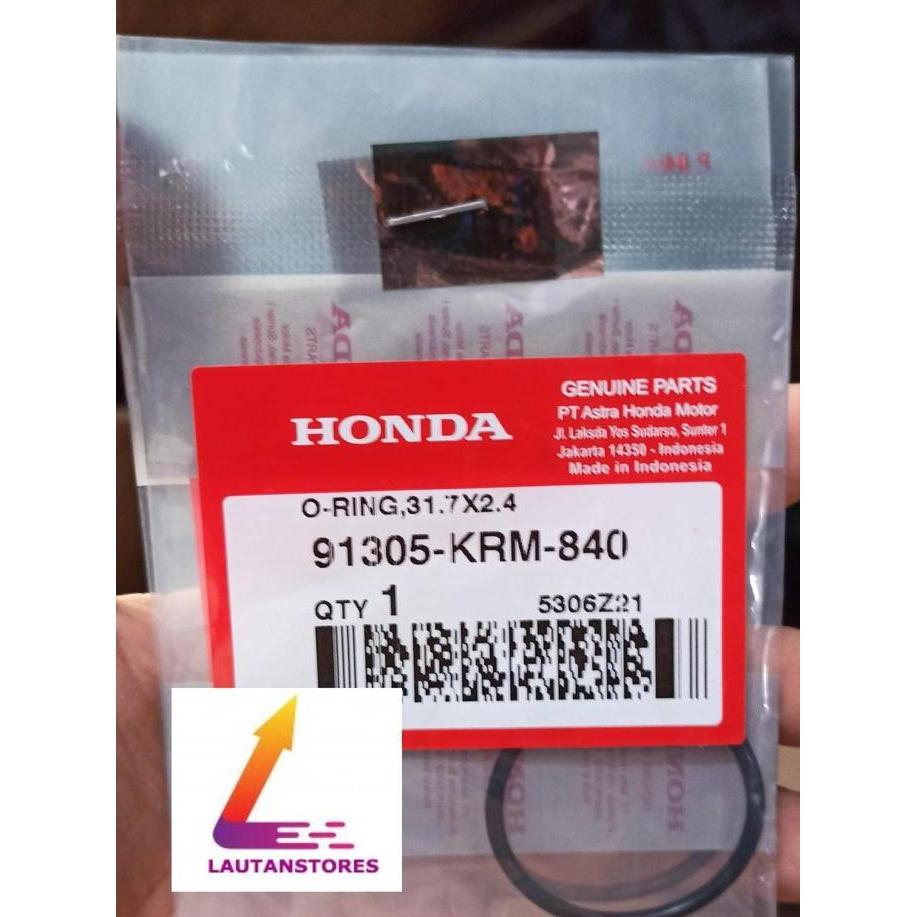 HONDA
GENUINE PARTS
PT Astra Honda Motor
Jl. Laksda Yos Sudarso, Sunter 1
Jakarta 14350 - Indonesia
Made in Indonesia
O-RING,31.7X2.4
91305-KRM-840
QTY 1 5306Z21
LAUTANSTORES
HONDA